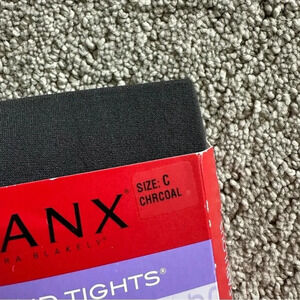 SIZE: C
CHRCOAL
ANX®
RA BLAKELY®
TIGHTS®